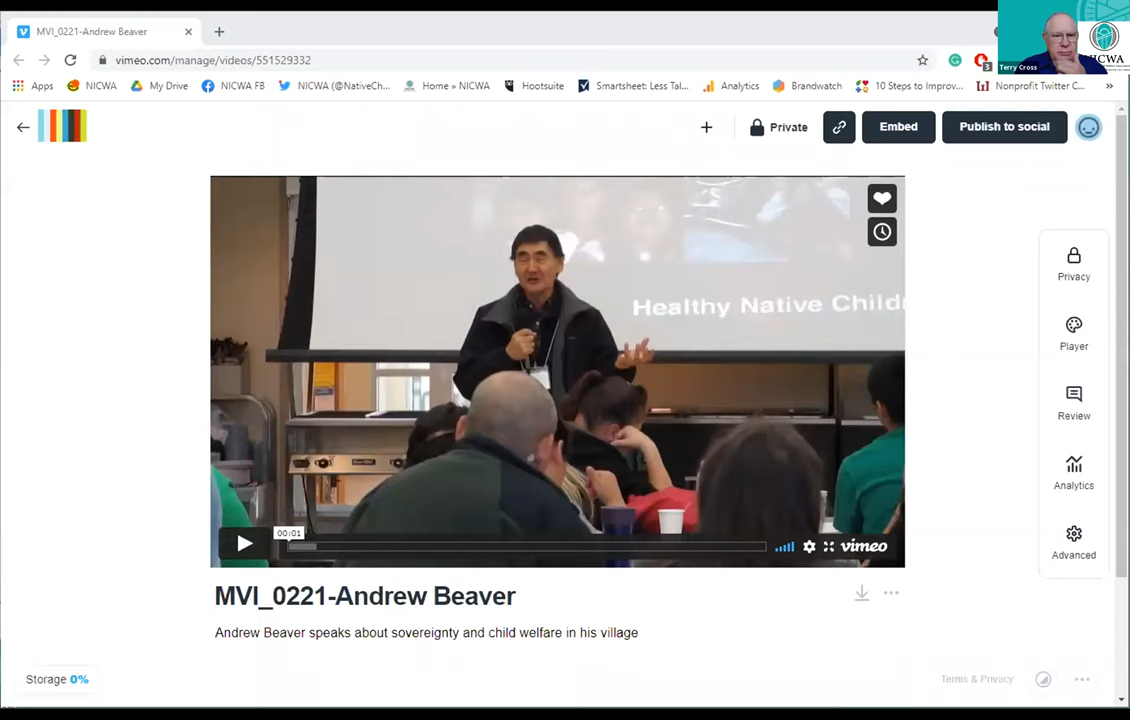 MVI_0221-Andrew Beaver
vimeo.com/manage/videos/551529332
3
Terry Cross
Apps NICWA My Drive NICWA FB NICWA (@NativeCh... Home » NICWA Hootsuite Smartsheet: Less Tal... Analytics Brandwatch 10 Steps to Improv... Nonprofit Twitter C... »
Private Embed Publish to social
Healthy Native Child
Privacy
Player
Review
Analytics
Advanced
00:01
vimeo
MVI_0221-Andrew Beaver
Andrew Beaver speaks about sovereignty and child welfare in his village
Storage 0%
Terms & Privacy